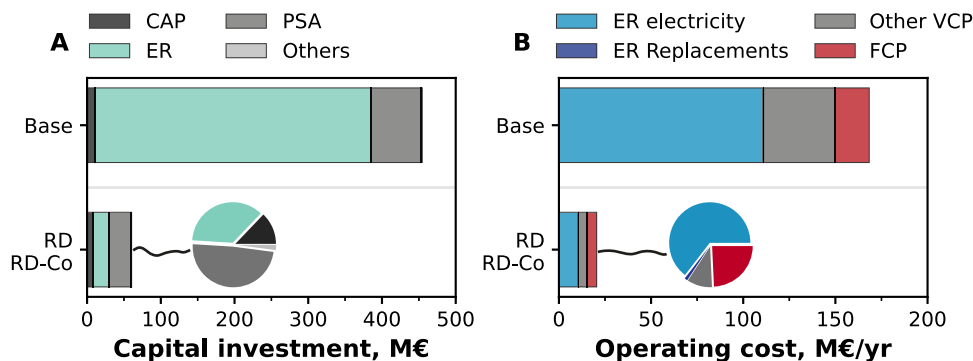 A
CAP
PSA
ER
Others
Base
RD
RD-Co
0
100
200
300
400
500
Capital investment, M€
B
ER electricity
Other VCP
ER Replacements
FCP
Base
RD
RD-Co
0
50
100
150
200
Operating cost, M€/yr